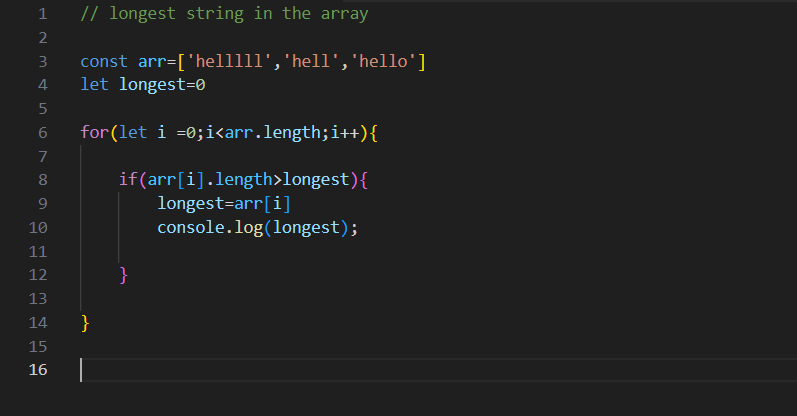 1 // longest string in the array
2
3 const arr=['helllll','hell','hello']
4 let longest=0
5
6 for(let i =0;i<arr.length;i++){
7
8 if(arr[i].length>longest){
9 longest=arr[i]
10 console.log(longest);
11
12 }
13
14 }
15
16